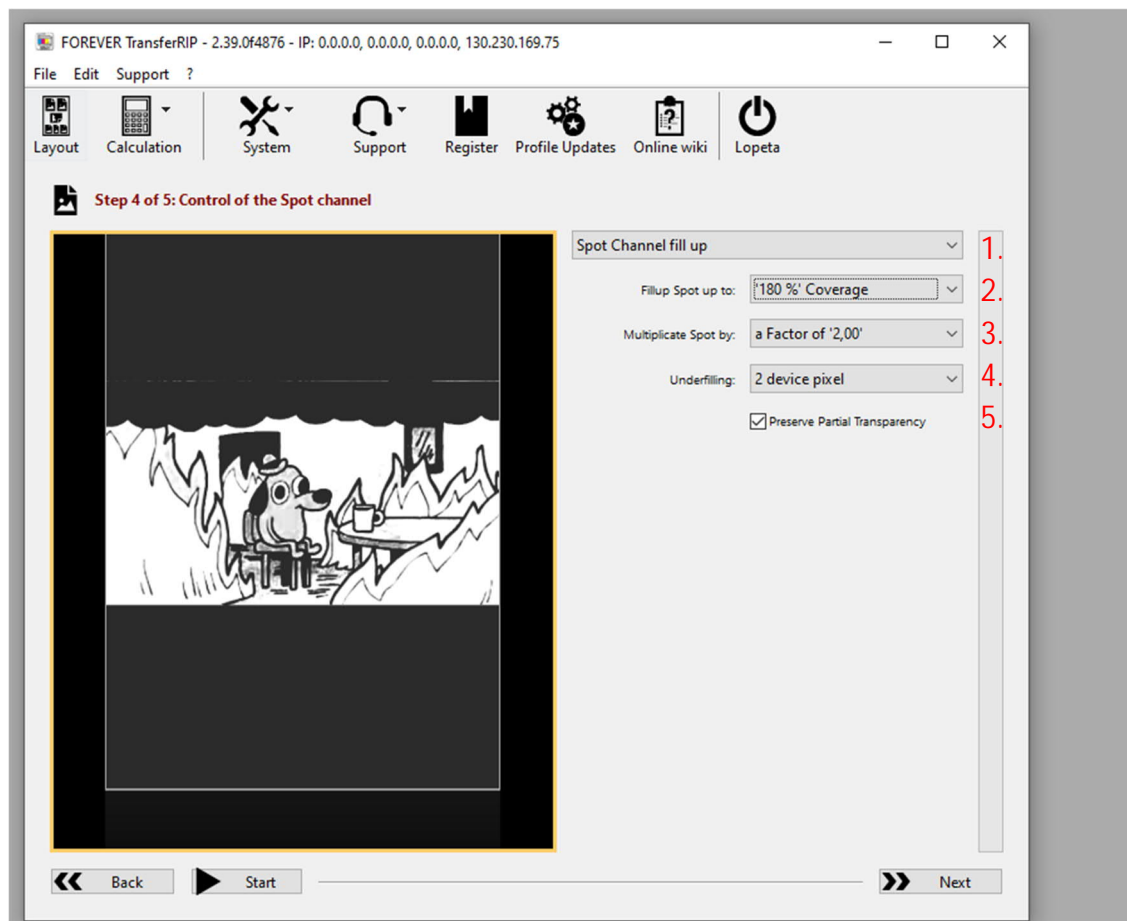 FOREVER TransferRIP - 2.39.0f4876 - IP: 0.0.0.0, 0.0.0.0, 0.0.0.0, 130.230.169.75
File Edit Support ?
Layout Calculation System Support Register Profile Updates Online wiki Lopeta
Step 4 of 5: Control of the Spot channel
Spot Channel fill up 1.
Fillup Spot up to: '180 %' Coverage 2.
Multiplicate Spot by: a Factor of '2,00' 3.
Underfilling: 2 device pixel 4.
Preserve Partial Transparency 5.
Back Start Next